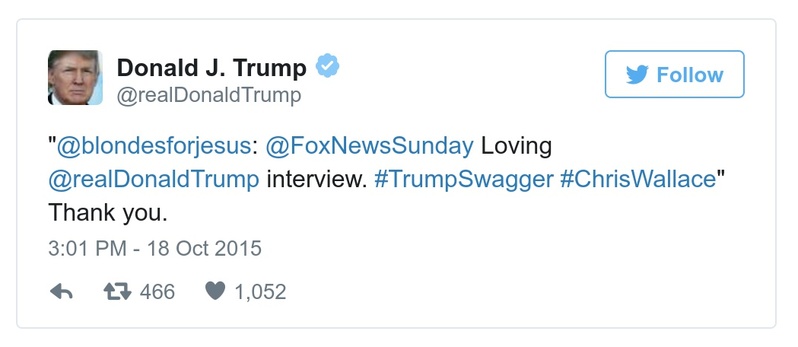 Donald J. Trump
@realDonaldTrump
Follow
"@blondesforjesus: @FoxNewsSunday Loving
@realDonaldTrump interview. #TrumpSwagger #ChrisWallace"
Thank you.
3:01 PM - 18 Oct 2015
466 1,052